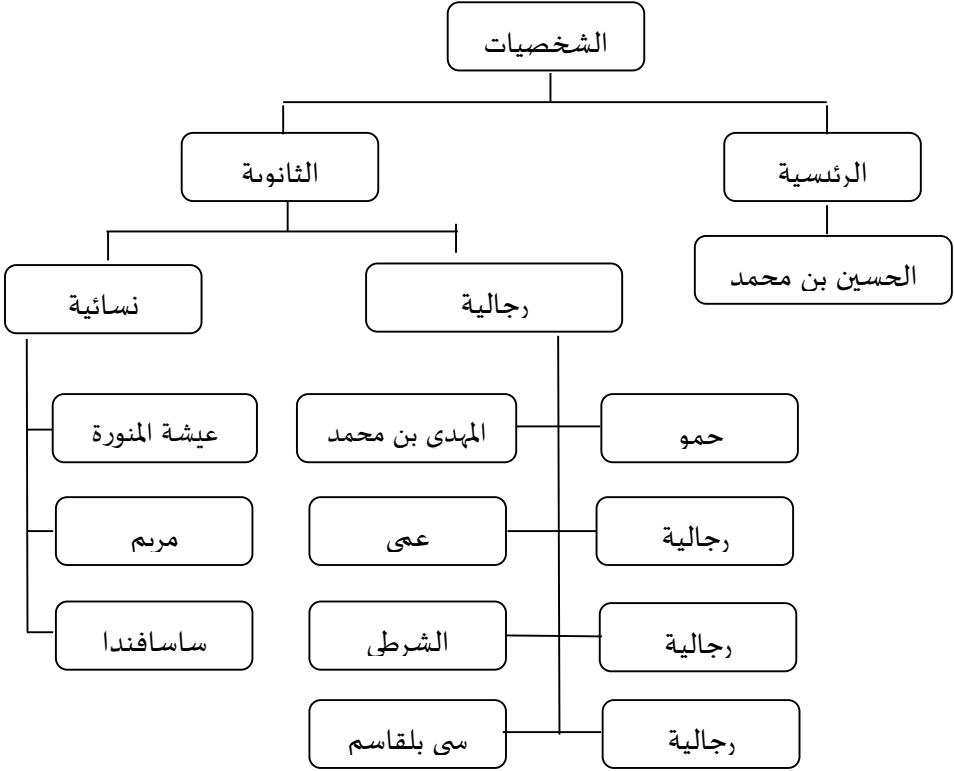 الشخصيات
الرئيسية
الثانوية
الحسين بن محمد
رجالية
نسائية
حمو
المهدي بن محمد
عيشة المنورة
رجالية
عمي
مريم
رجالية
الشرطي
ساسافندا
رجالية
سي بلقاسم